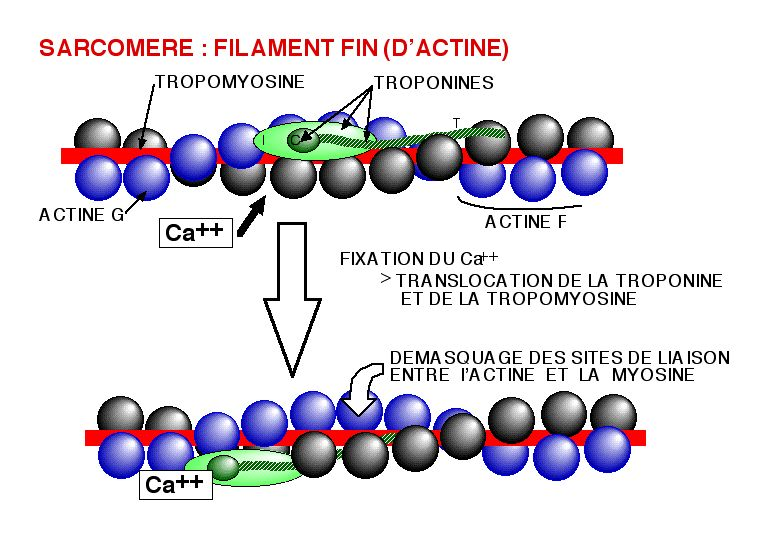 SARCOMERE : FILAMENT FIN (D'ACTINE)
TROPOMYOSINE
TROPONINES
T
I
C
ACTINE G
Ca++
ACTINE F
FIXATION DU Ca++
> TRANSLOCATION DE LA TROPONINE
ET DE LA TROPOMYOSINE
DEMASQUAGE DES SITES DE LIAISON
ENTRE l'ACTINE ET LA MYOSINE
Ca++